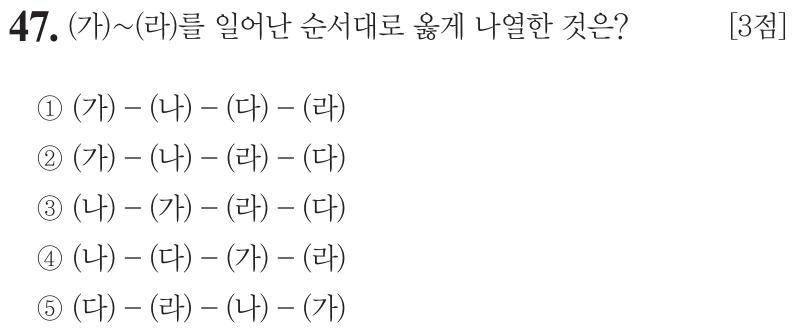 47. (가)~(라)를 일어난 순서대로 옳게 나열한 것은? [3점]
① (가) - (나) - (다) - (라)
② (가) - (나) - (라) - (다)
③ (나) - (가) - (라) - (다)
④ (나) - (다) - (가) - (라)
⑤ (다) - (라) - (나) - (가)